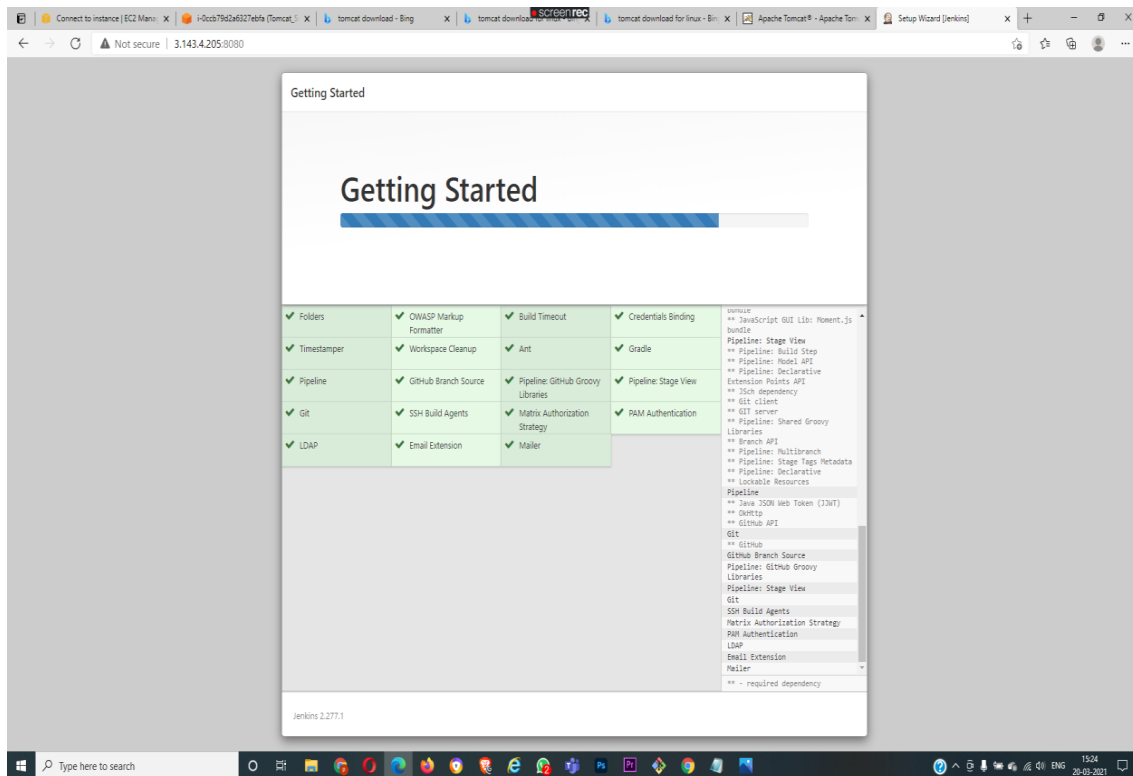 Connect to instance | EC2 Mana
i-0ccb79d2a6327ebfa (Tomcat_S
tomcat download - Bing
screenrec
tomcat download for linux - Bin
Apache Tomcat® - Apache Tom
Setup Wizard [Jenkins]
Not secure
3.143.4.205:8080
Getting Started
Getting Started
Folders
OWASP Markup
Formatter
Build Timeout
Credentials Binding
Timestamper
Workspace Cleanup
Ant
Gradle
Pipeline
GitHub Branch Source
Pipeline: GitHub Groovy
Libraries
Pipeline: Stage View
Git
SSH Build Agents
Matrix Authorization
Strategy
PAM Authentication
LDAP
Email Extension
Mailer
bundle
** JavaScript GUI Lib: Moment.js
bundle
Pipeline: Stage View
** Pipeline: Build Step
** Pipeline: Model API
** Pipeline: Declarative
Extension Points API
** JSch dependency
** Git client
** GIT server
** Pipeline: Shared Groovy
Libraries
** Branch API
** Pipeline: Multibranch
** Pipeline: Stage Tags Metadata
** Pipeline: Declarative
** Lockable Resources
Pipeline
** Java JSON Web Token (JJWT)
** OkHttp
** GitHub API
Git
** GitHub
GitHub Branch Source
Pipeline: GitHub Groovy
Libraries
Pipeline: Stage View
Git
SSH Build Agents
Matrix Authorization Strategy
PAM Authentication
LDAP
Email Extension
Mailer
** - required dependency
Jenkins 2.277.1
Type here to search
ENG
15:24
20-03-2021